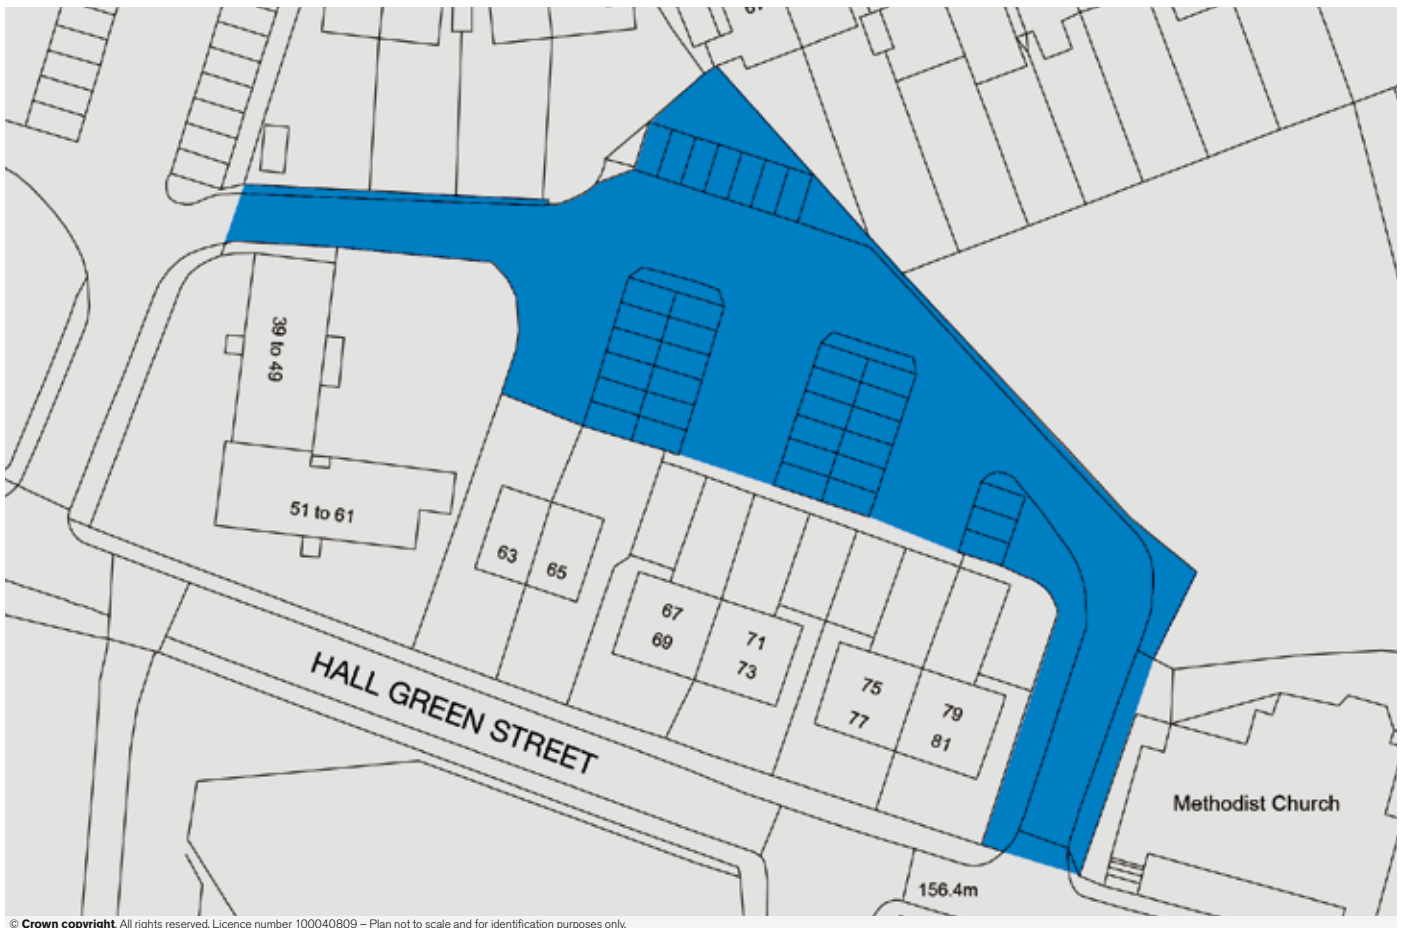 39 to 49
51 to 61
63
65
67
69
71
73
75
77
79
81
HALL GREEN STREET
Methodist Church
156.4m
© Crown copyright. All rights reserved. Licence number 100040809 – Plan not to scale and for identification purposes only.